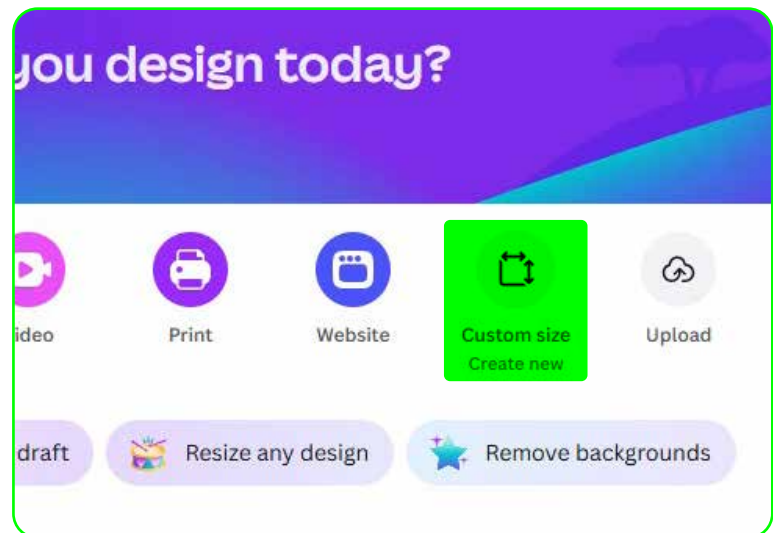 you design today?
ideo
Print
Website
Custom size
Upload
Create new
draft
Resize any design
Remove backgrounds